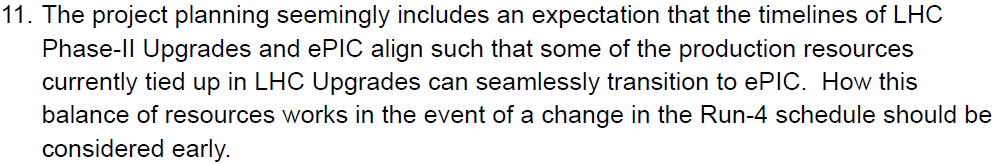 11. The project planning seemingly includes an expectation that the timelines of LHC
Phase-II Upgrades and ePIC align such that some of the production resources
currently tied up in LHC Upgrades can seamlessly transition to ePIC.  How this
balance of resources works in the event of a change in the Run-4 schedule should be
considered early.